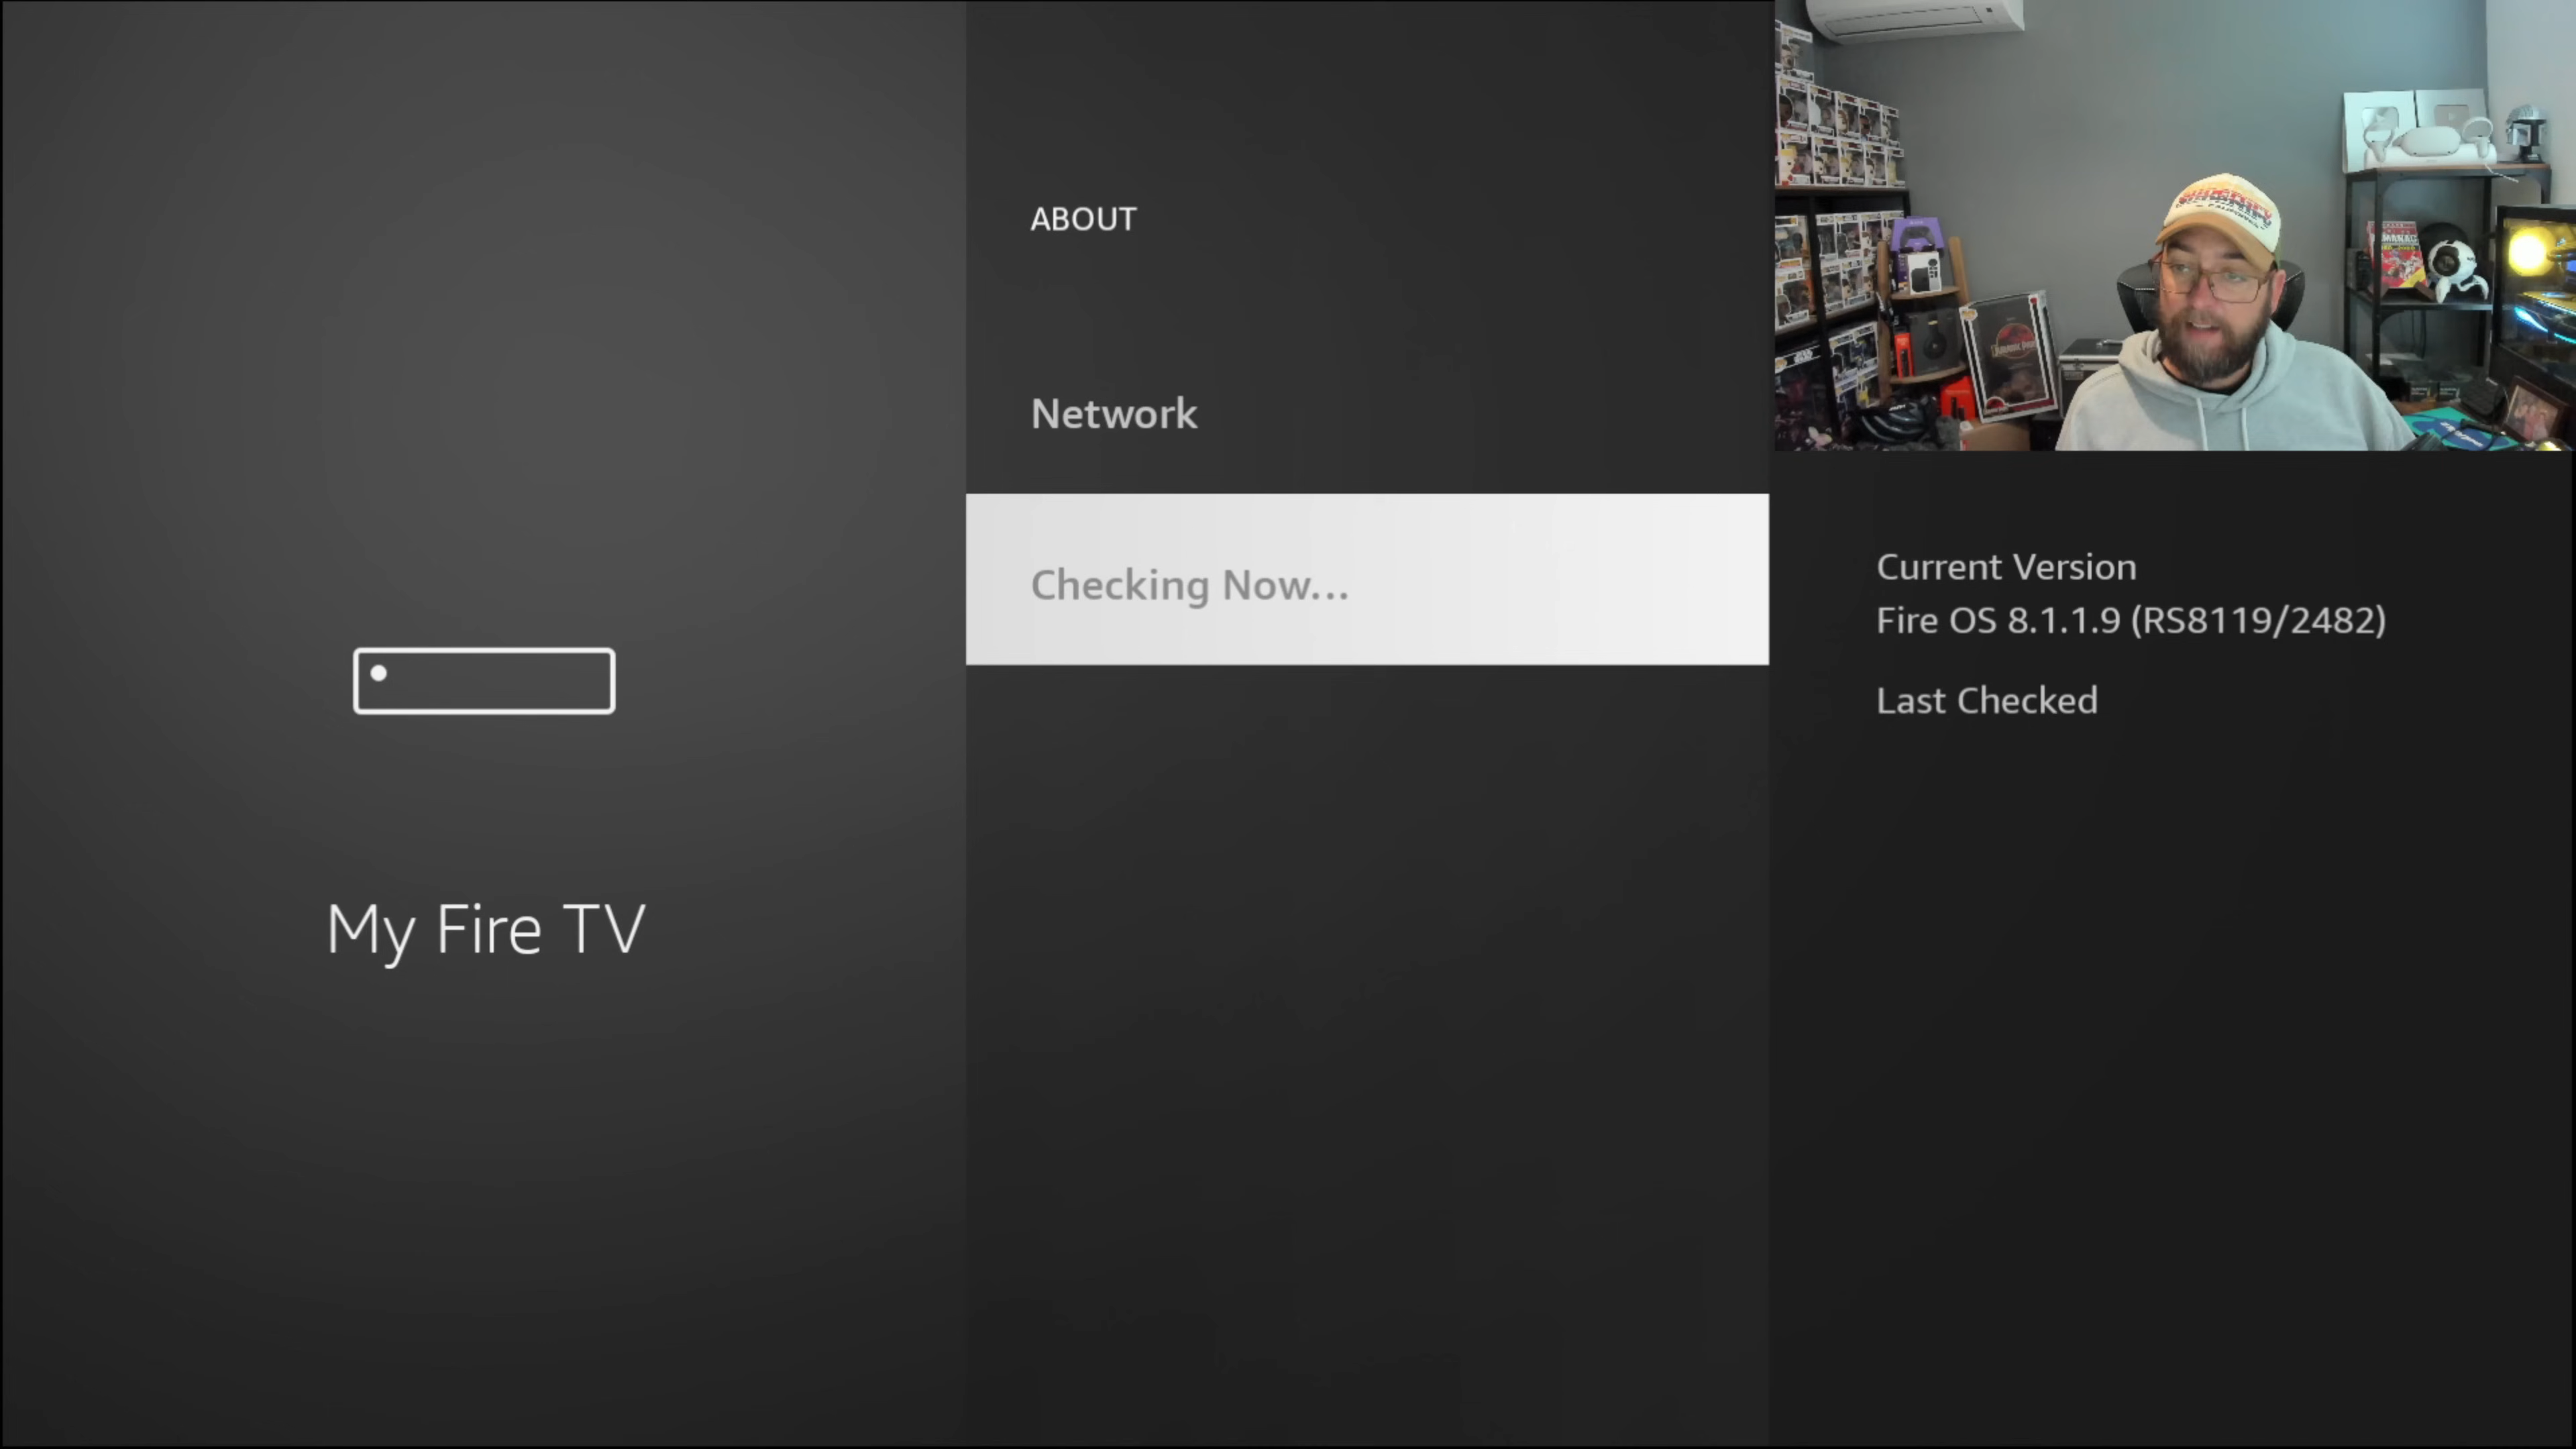 ABOUT
Network
Checking Now...
My Fire TV
Current Version
Fire OS 8.1.1.9 (RS8119/2482)
Last Checked